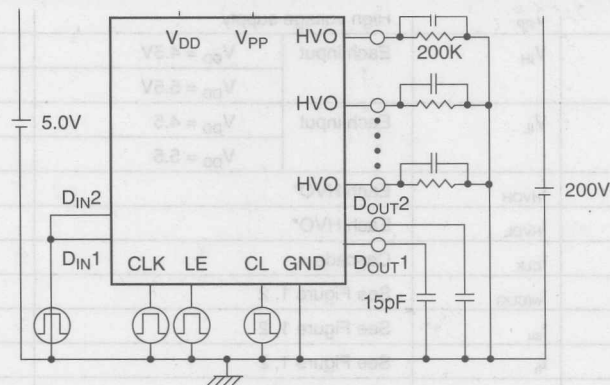 V_DD V_PP HVO
200K
HVO
5.0V
HVO
D_IN2 D_OUT2 200V
D_IN1 D_OUT1
CLK LE CL GND
15pF